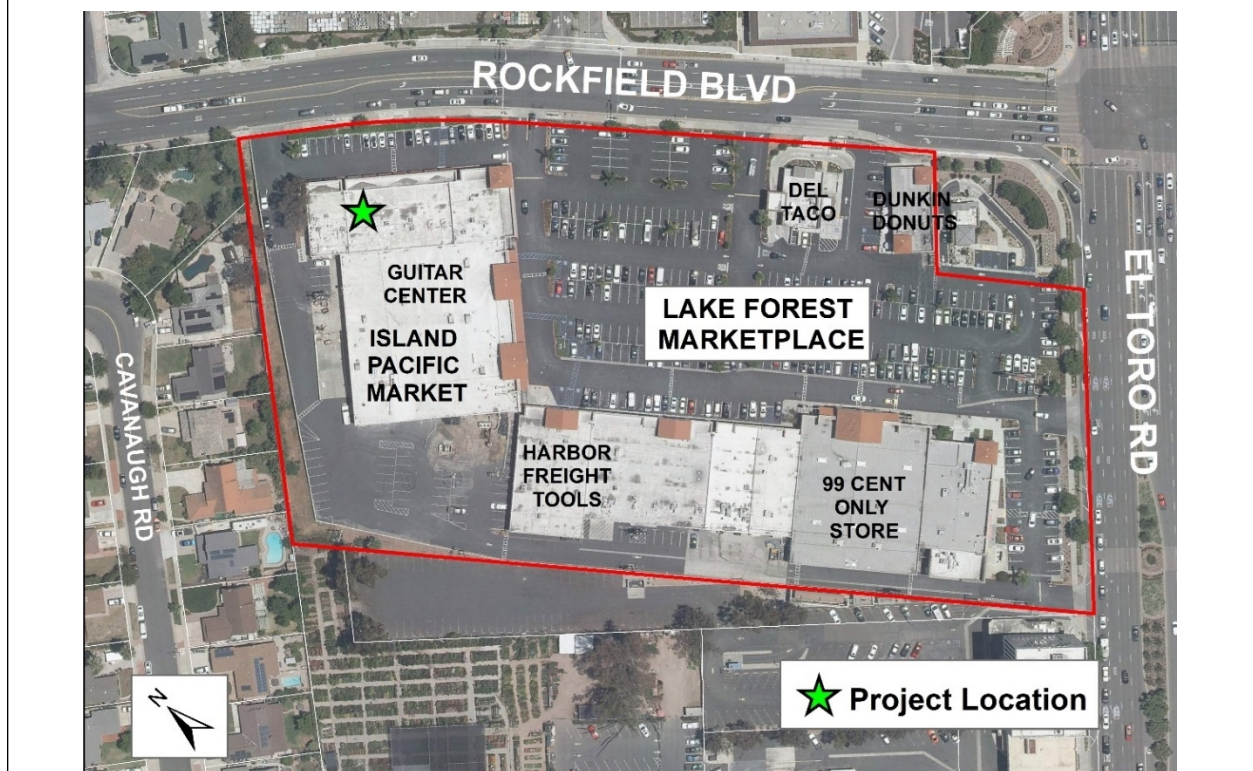 ROCKFIELD BLVD
DEL
TACO
DUNKIN
DONUTS
GUITAR
CENTER
ISLAND
PACIFIC
MARKET
LAKE FOREST
MARKETPLACE
EL TORO RD
CAVANAUGH RD
HARBOR
FREIGHT
TOOLS
99 CENT
ONLY
STORE
N
Project Location